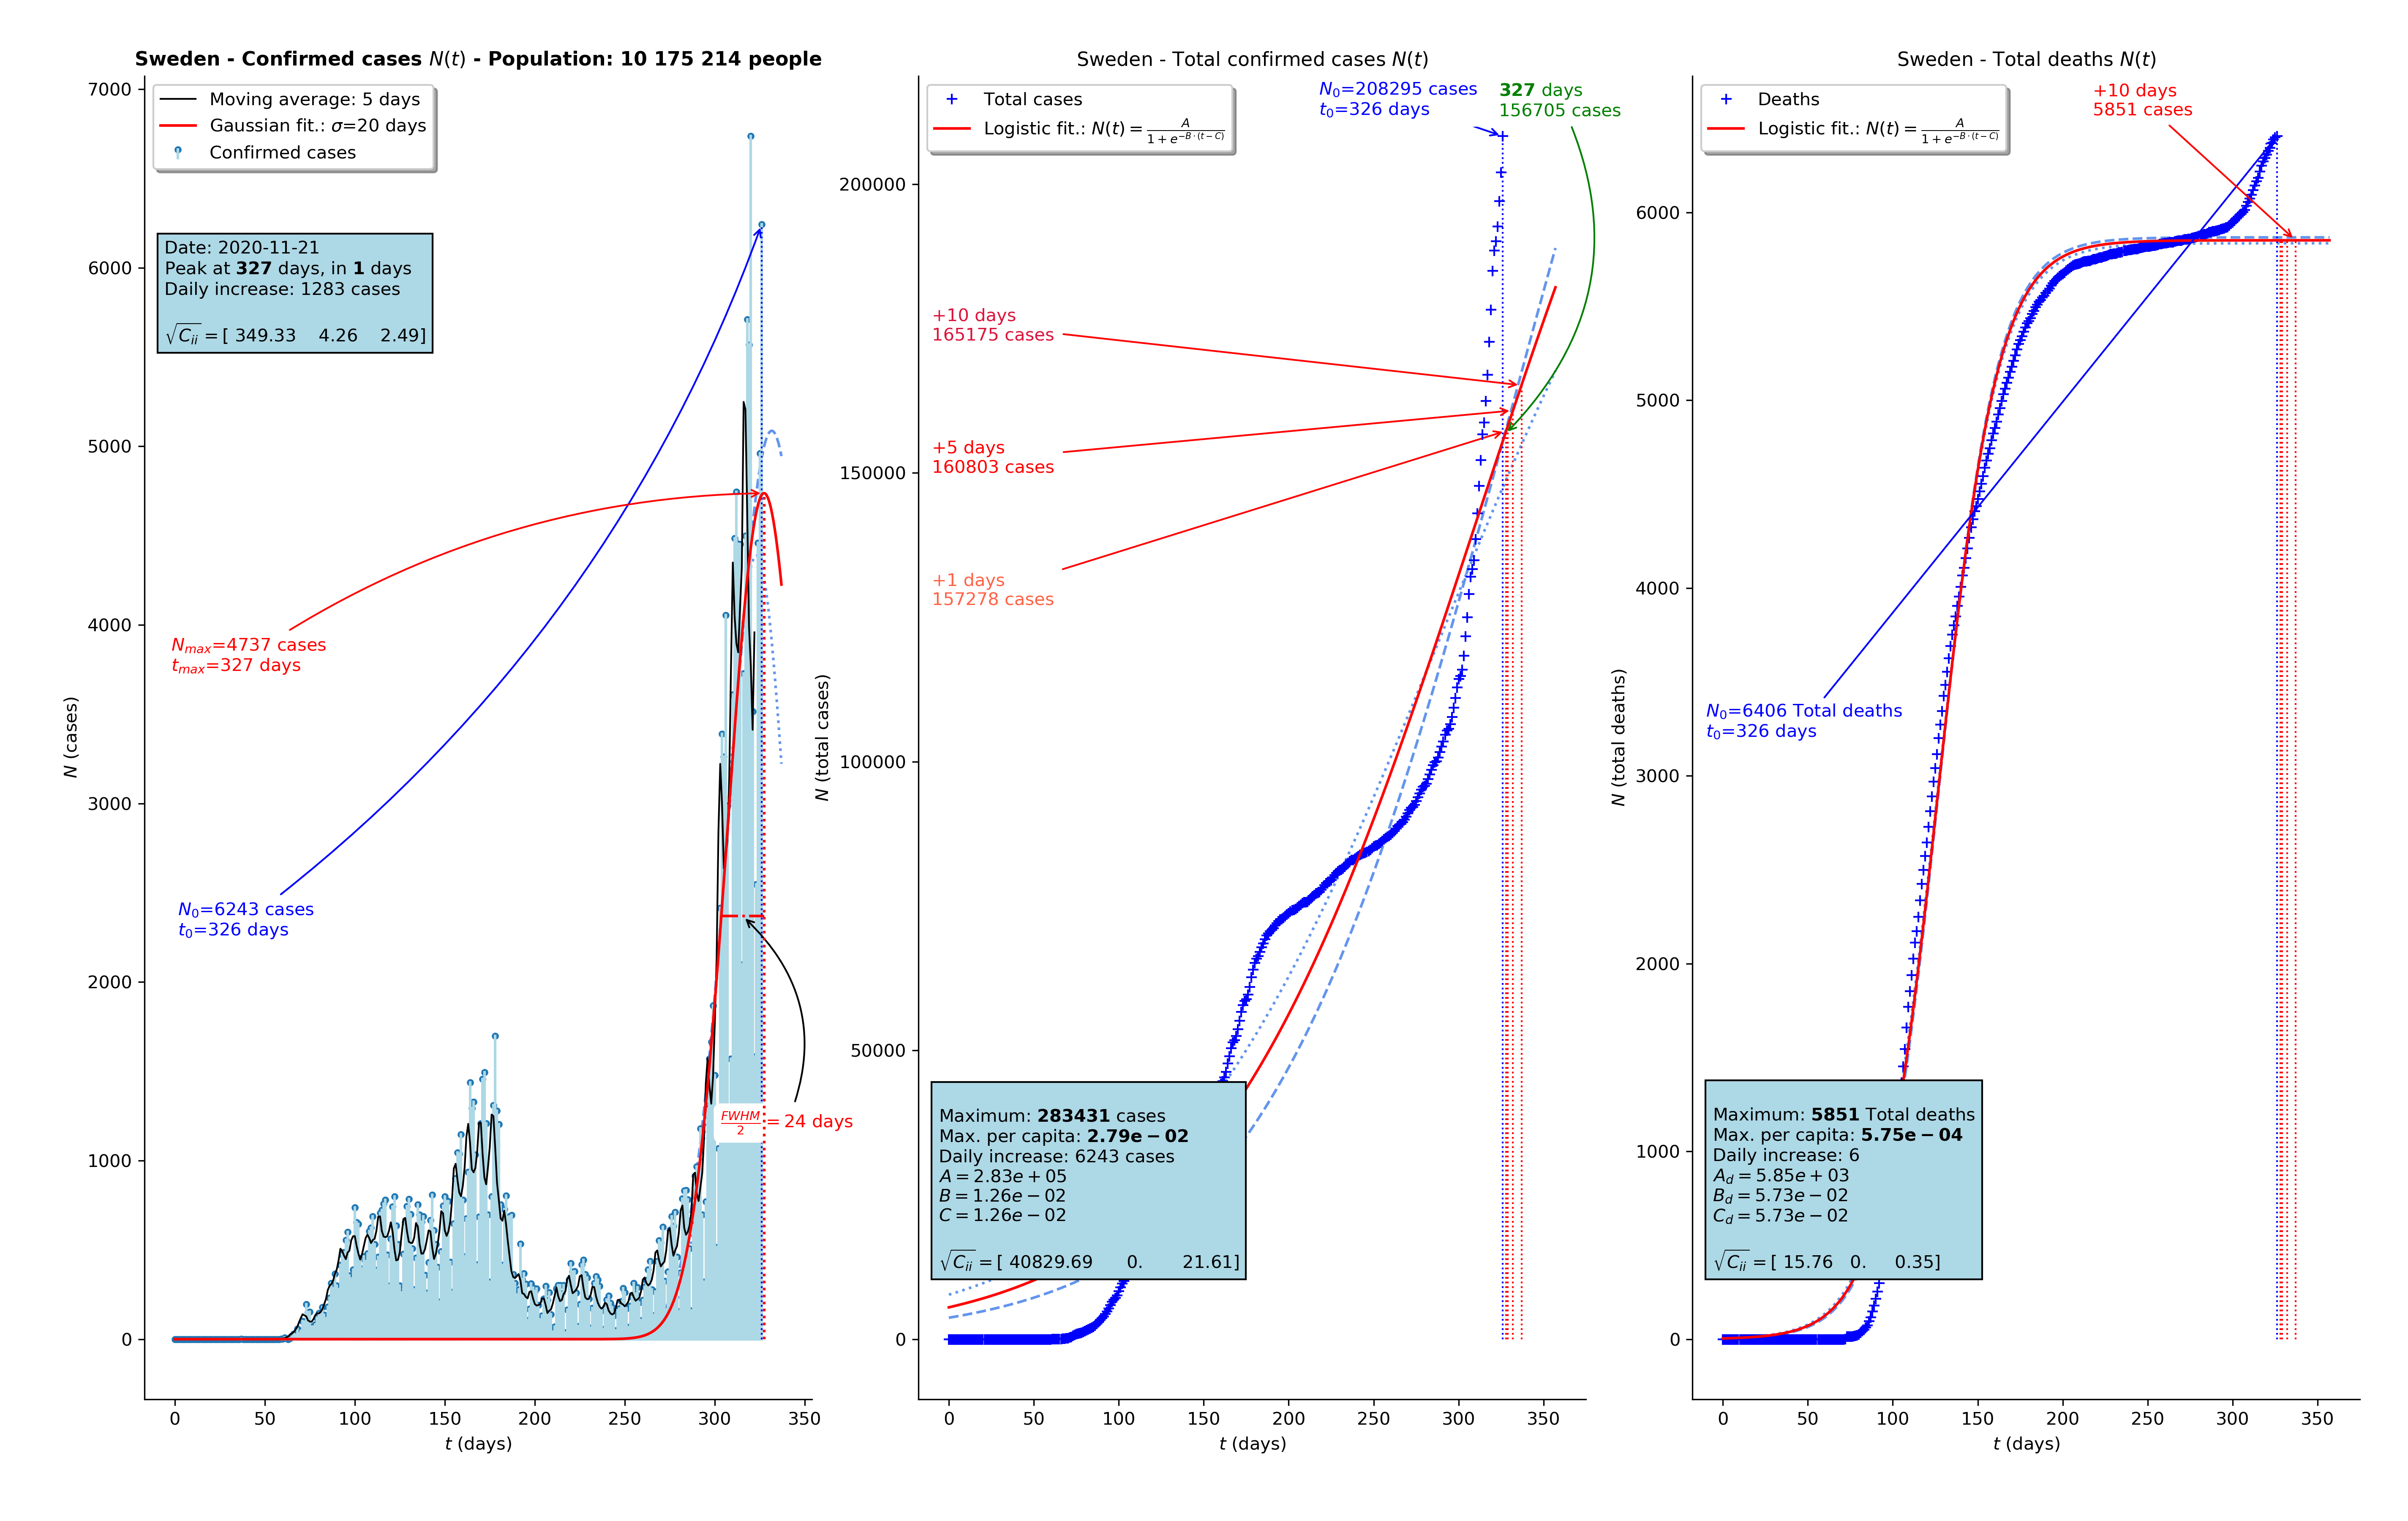 Sweden - Confirmed cases N(t) - Population: 10 175 214 people
Moving average: 5 days
Gaussian fit.: σ=20 days
Confirmed cases
Date: 2020-11-21
Peak at 327 days, in 1 days
Daily increase: 1283 cases
√C_ii = [ 349.33 4.26 2.49]
N_max=4737 cases
t_max=327 days
N_0=6243 cases
t_0=326 days
FWHM/2 = 24 days
7000
6000
5000
4000
3000
2000
1000
0
N (cases)
0 50 100 150 200 250 300 350
t (days)
Sweden - Total confirmed cases N(t)
Total cases
Logistic fit.: N(t) = A/(1+e^{-B·(t-C)})
N_0=208295 cases
t_0=326 days
327 days
156705 cases
+10 days
165175 cases
+5 days
160803 cases
+1 days
157278 cases
Maximum: 283431 cases
Max. per capita: 2.79e − 02
Daily increase: 6243 cases
A = 2.83e + 05
B = 1.26e − 02
C = 1.26e − 02
√C_ii = [ 40829.69 0. 21.61]
200000
150000
100000
50000
0
N (total cases)
0 50 100 150 200 250 300 350
t (days)
Sweden - Total deaths N(t)
Deaths
Logistic fit.: N(t) = A/(1+e^{-B·(t-C)})
+10 days
5851 cases
N_0=6406 Total deaths
t_0=326 days
Maximum: 5851 Total deaths
Max. per capita: 5.75e − 04
Daily increase: 6
A_d = 5.85e + 03
B_d = 5.73e − 02
C_d = 5.73e − 02
√C_ii = [ 15.76 0. 0.35]
6000
5000
4000
3000
2000
1000
0
N (total deaths)
0 50 100 150 200 250 300 350
t (days)